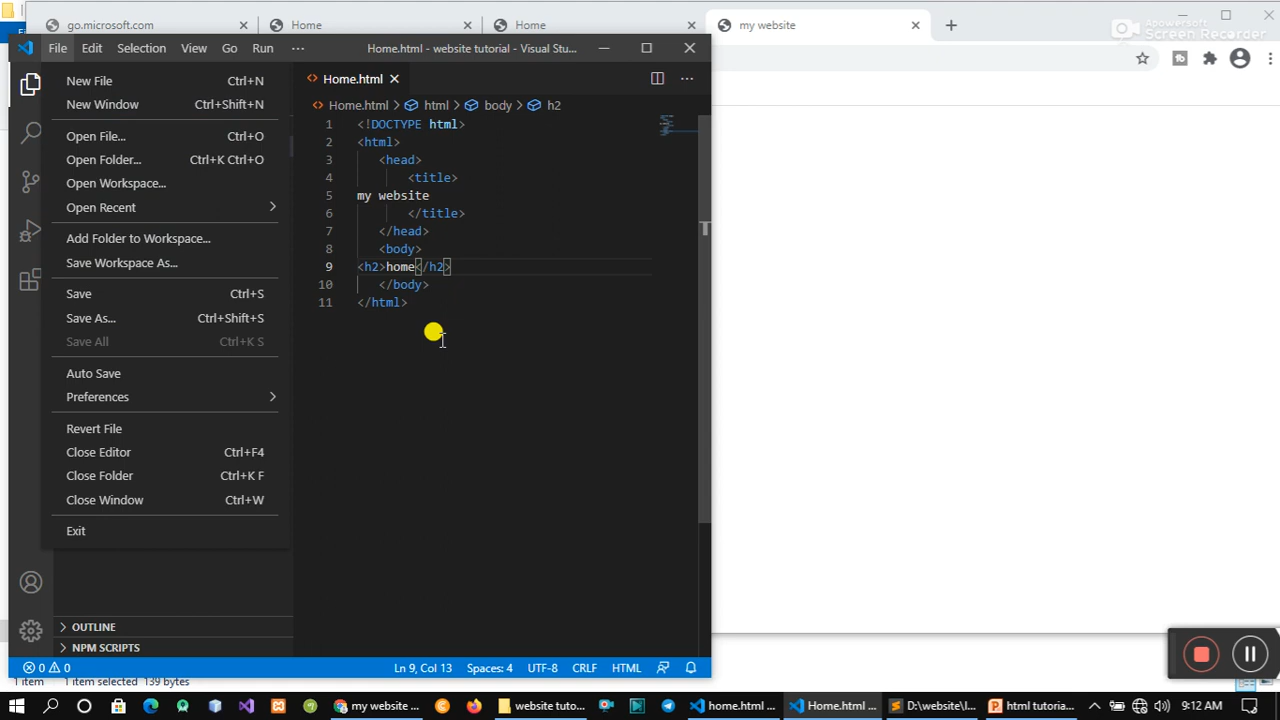 go.microsoft.com
Home
Home
my website
Apowersoft
Screen Recorder
File Edit Selection View Go Run ··· Home.html - website tutorial - Visual Stu...
New File Ctrl+N
New Window Ctrl+Shift+N
Open File... Ctrl+O
Open Folder... Ctrl+K Ctrl+O
Open Workspace...
Open Recent
Add Folder to Workspace...
Save Workspace As...
Save Ctrl+S
Save As... Ctrl+Shift+S
Save All Ctrl+K S
Auto Save
Preferences
Revert File
Close Editor Ctrl+F4
Close Folder Ctrl+K F
Close Window Ctrl+W
Exit
OUTLINE
NPM SCRIPTS
Home.html
Home.html > html > body > h2
1 <!DOCTYPE html>
2 <html>
3 <head>
4 <title>
5 my website
6 </title>
7 </head>
8 <body>
9 <h2>home</h2>
10 </body>
11 </html>
0 0 Ln 9, Col 13 Spaces: 4 UTF-8 CRLF HTML
1 item 1 item selected 139 bytes
my website ... website tuto... home.html ... Home.html ... D:\website\l... html tutoria... 9:12 AM